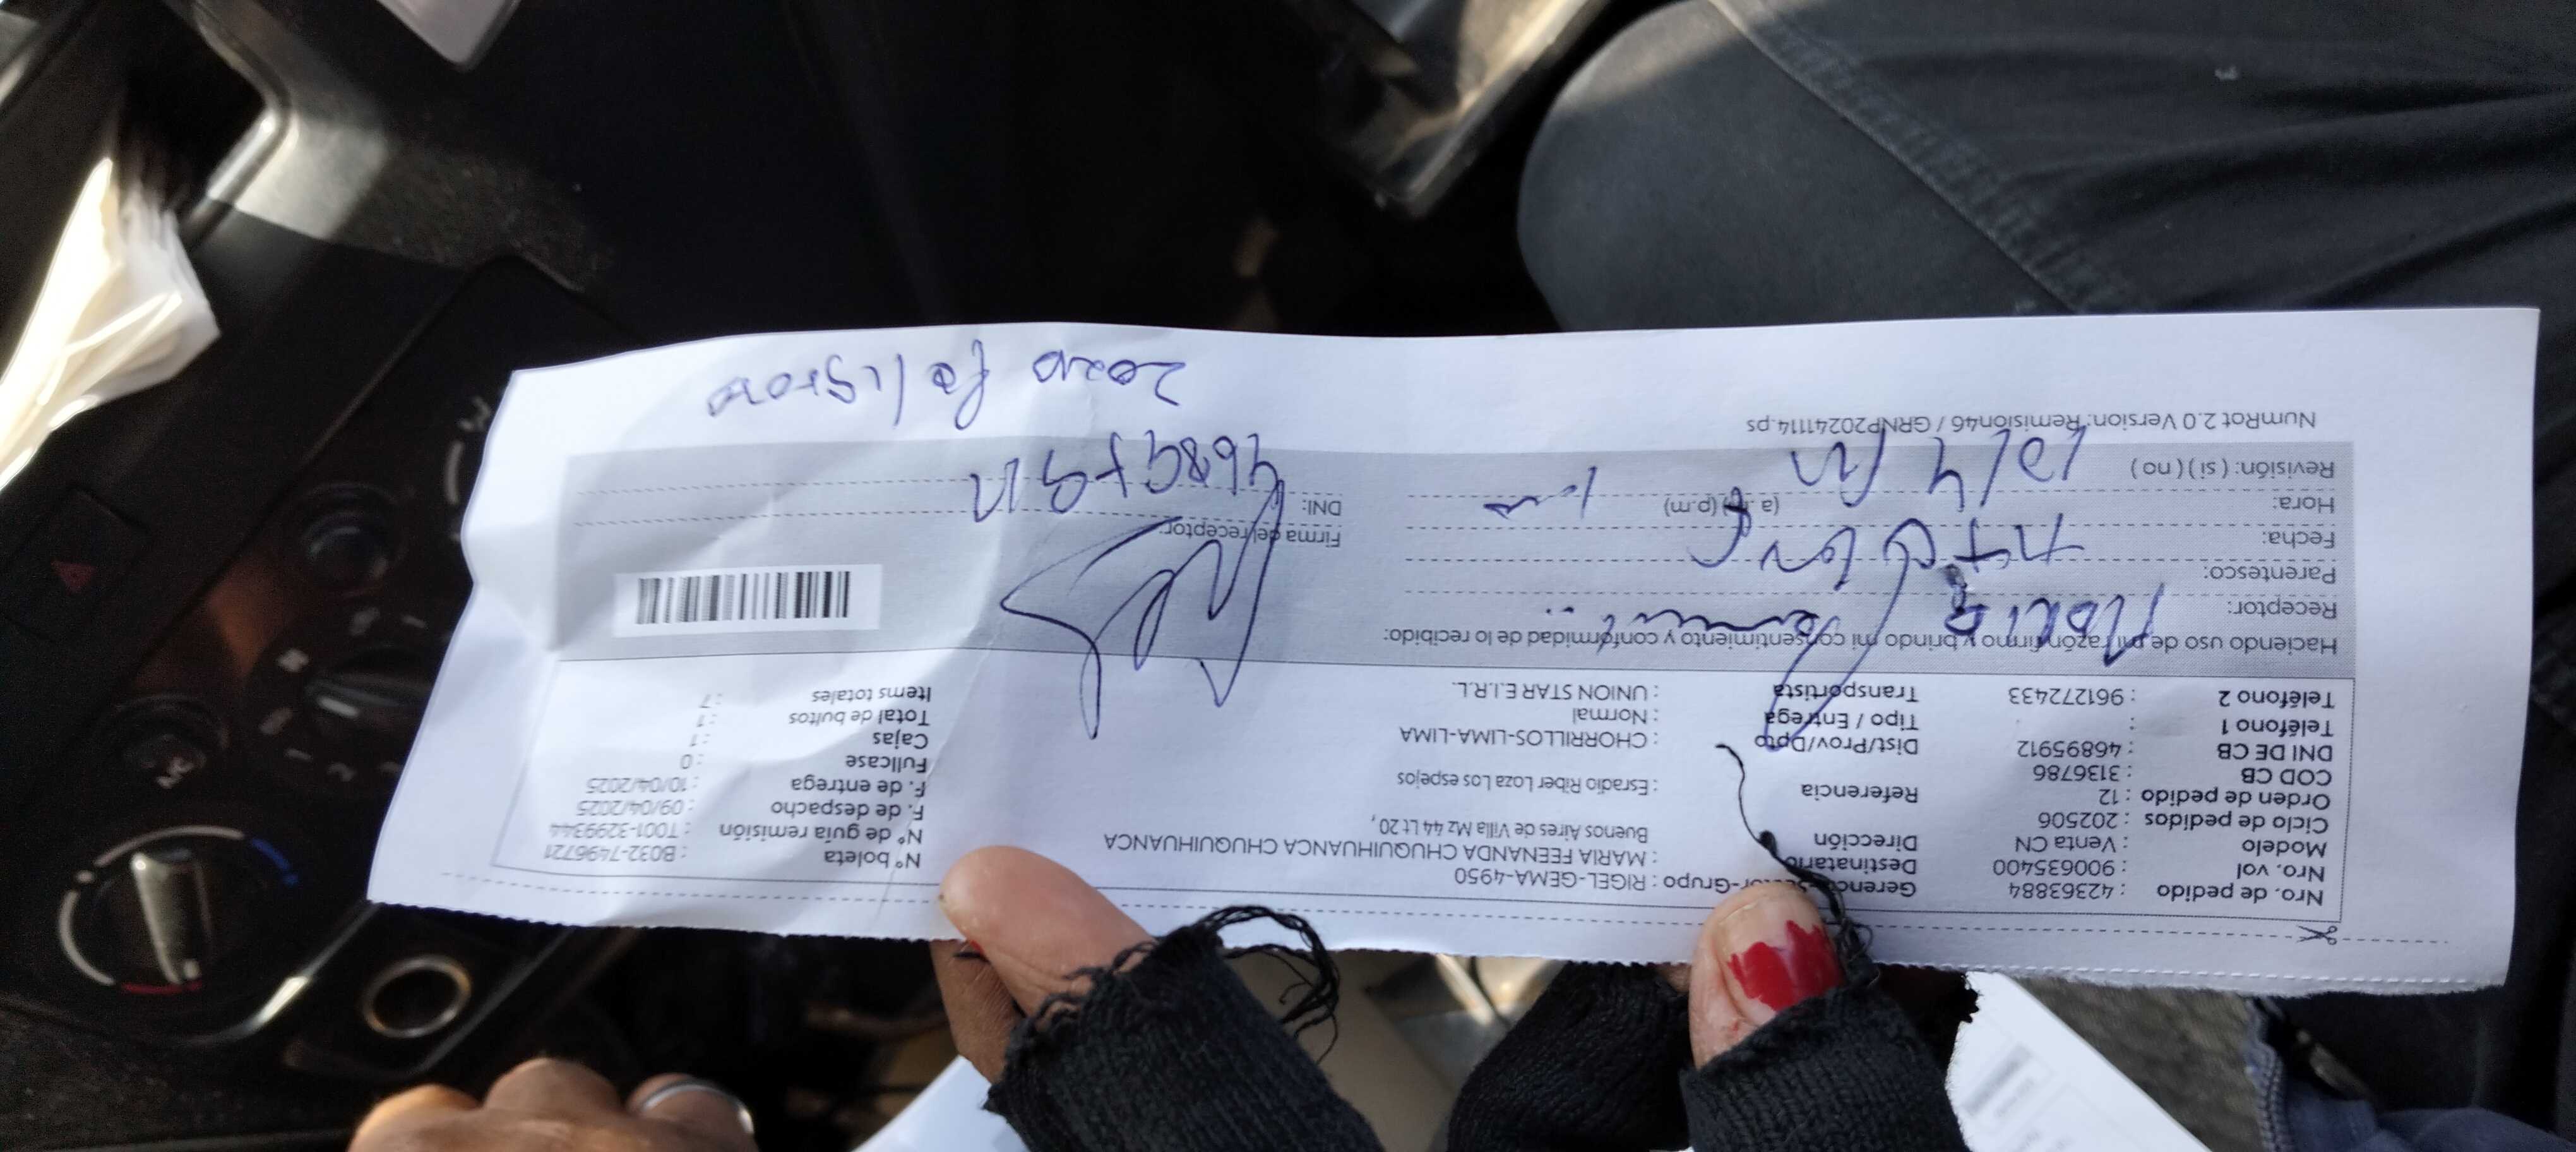 Nro. de pedido : 42363884
Nro. vol : 900635400
Modelo : Venta CN
Ciclo de pedidos : 202506
Orden de pedido : 12
COD CB : 3136786
DNI DE CB : 46895912
Teléfono 1 :
Teléfono 2 : 961272433
Gerencia-Sector-Grupo : RIGEL-GEMA-4950
Destinatario : MARIA FEENANDA CHUQUIHUANCA CHUQUIHUANCA
Dirección Buenos Aires de Villa Mz 44 Lt 20,
Referencia : Esradio Riber Loza Los espejos
Dist/Prov/Dpto : CHORRILLOS-LIMA-LIMA
Tipo / Entrega : Normal
Transportista : UNION STAR E.I.R.L.
N° boleta : B032-7496721
N° de guía remisión : T001-3299344
F. de despacho : 09/04/2025
F. de entrega : 10/04/2025
Fullcase : 0
Cajas : 1
Total de bultos : 1
Items totales : 7
Haciendo uso de mi razón firmo y brindo mi consentimiento y conformidad de lo recibido:
Receptor: Maria
Parentesco:
Fecha:
Hora: (a.m) (p.m)
Revisión: ( si ) ( no )
Firma del receptor:
DNI:
NumRot 2.0 Version: Remision46 / GRNP20241114.ps
Zona Peligrosa